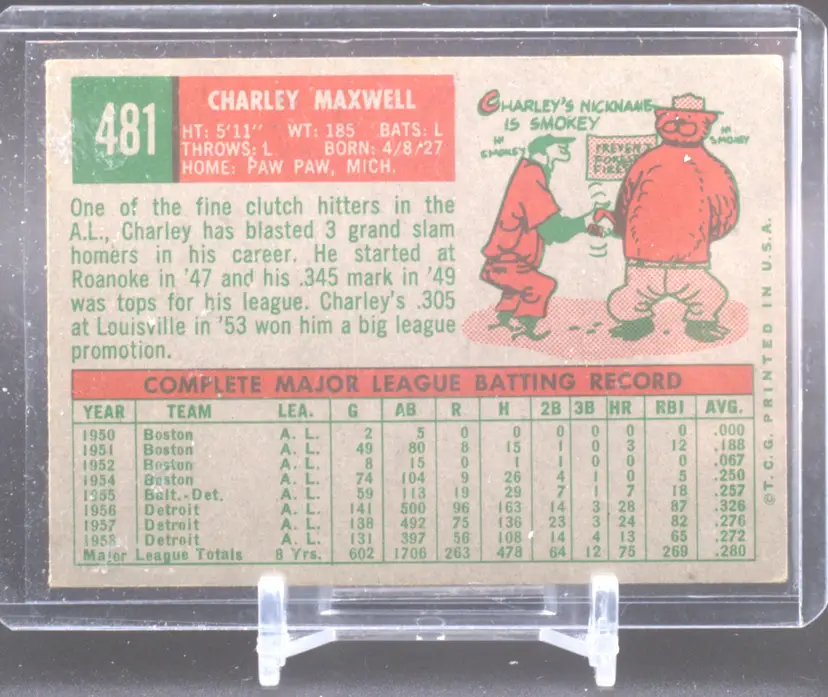 481
CHARLEY MAXWELL
HT: 5'11" WT: 185 BATS: L
THROWS: L BORN: 4/8/27
HOME: PAW PAW, MICH.
CHARLEY'S NICKNAME
IS SMOKEY
HI
SMOKEY
HI
SMOKEY
PREVENT
FOREST
FIRES
One of the fine clutch hitters in the
A.L., Charley has blasted 3 grand slam
homers in his career. He started at
Roanoke in '47 and his .345 mark in '49
was tops for his league. Charley's .305
at Louisville in '53 won him a big league
promotion.
COMPLETE MAJOR LEAGUE BATTING RECORD
YEAR TEAM LEA. G AB R H 2B 3B HR RBI AVG.
1950 Boston A. L. 2 5 0 0 0 0 0 0 .000
1951 Boston A. L. 49 80 8 15 1 0 3 12 .188
1952 Boston A. L. 8 15 0 1 1 0 0 0 .067
1954 Boston A. L. 74 104 9 26 4 1 0 5 .250
1955 Balt.-Det. A. L. 59 113 19 29 7 1 7 18 .257
1956 Detroit A. L. 141 500 96 163 14 3 28 87 .326
1957 Detroit A. L. 138 492 75 136 23 3 24 82 .276
1958 Detroit A. L. 131 397 56 108 14 4 13 65 .272
Major League Totals 8 Yrs. 602 1706 263 478 64 12 75 269 .280
©T. C. G. PRINTED IN U.S.A.